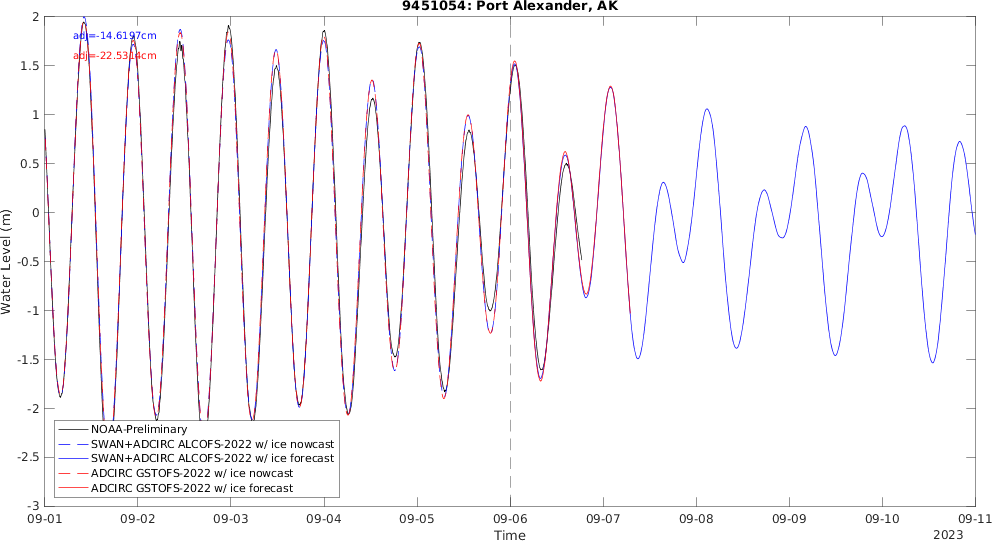 9451054: Port Alexander, AK
adj=-14.6197cm
adj=-22.5314cm
Water Level (m)
2
1.5
1
0.5
0
-0.5
-1
-1.5
-2
-2.5
-3
NOAA-Preliminary
SWAN+ADCIRC ALCOFS-2022 w/ ice nowcast
SWAN+ADCIRC ALCOFS-2022 w/ ice forecast
ADCIRC GSTOFS-2022 w/ ice nowcast
ADCIRC GSTOFS-2022 w/ ice forecast
09-01 09-02 09-03 09-04 09-05 09-06 09-07 09-08 09-09 09-10 09-11
Time
2023